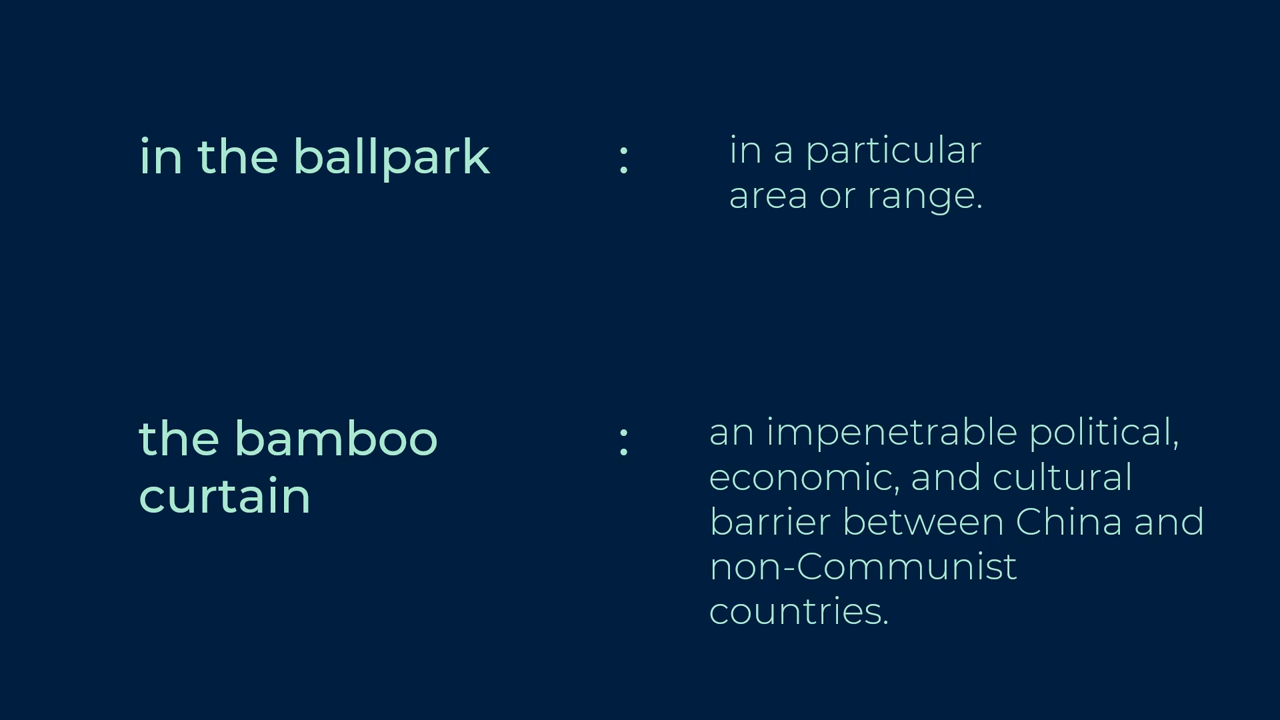 in the ballpark : in a particular
area or range.
the bamboo : an impenetrable political,
curtain economic, and cultural
barrier between China and
non-Communist
countries.